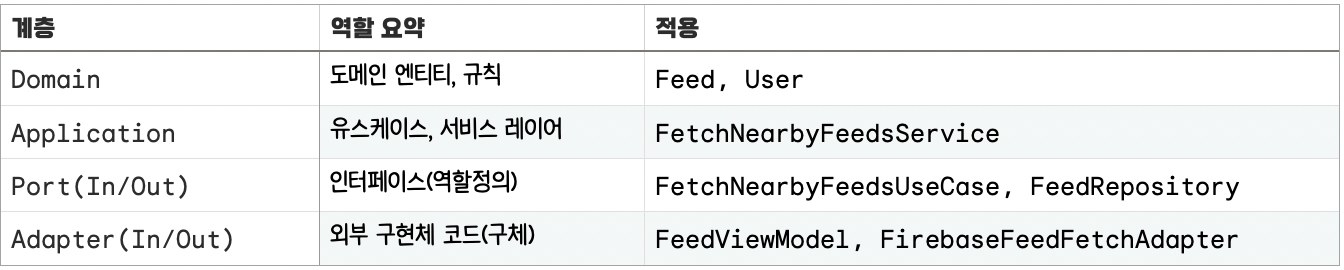 계층 역할 요약 적용
Domain 도메인 엔티티, 규칙 Feed, User
Application 유스케이스, 서비스 레이어 FetchNearbyFeedsService
Port(In/Out) 인터페이스(역할정의) FetchNearbyFeedsUseCase, FeedRepository
Adapter(In/Out) 외부 구현체 코드(구체) FeedViewModel, FirebaseFeedFetchAdapter